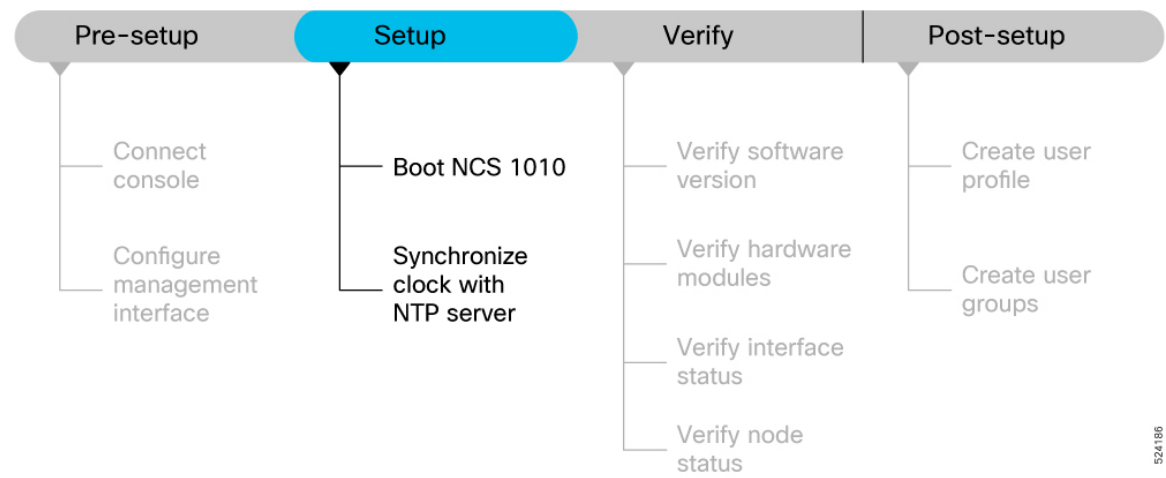 Pre-setup
Setup
Verify
Post-setup
Connect
console
Configure
management
interface
Boot NCS 1010
Synchronize
clock with
NTP server
Verify software
version
Verify hardware
modules
Verify interface
status
Verify node
status
Create user
profile
Create user
groups
524186